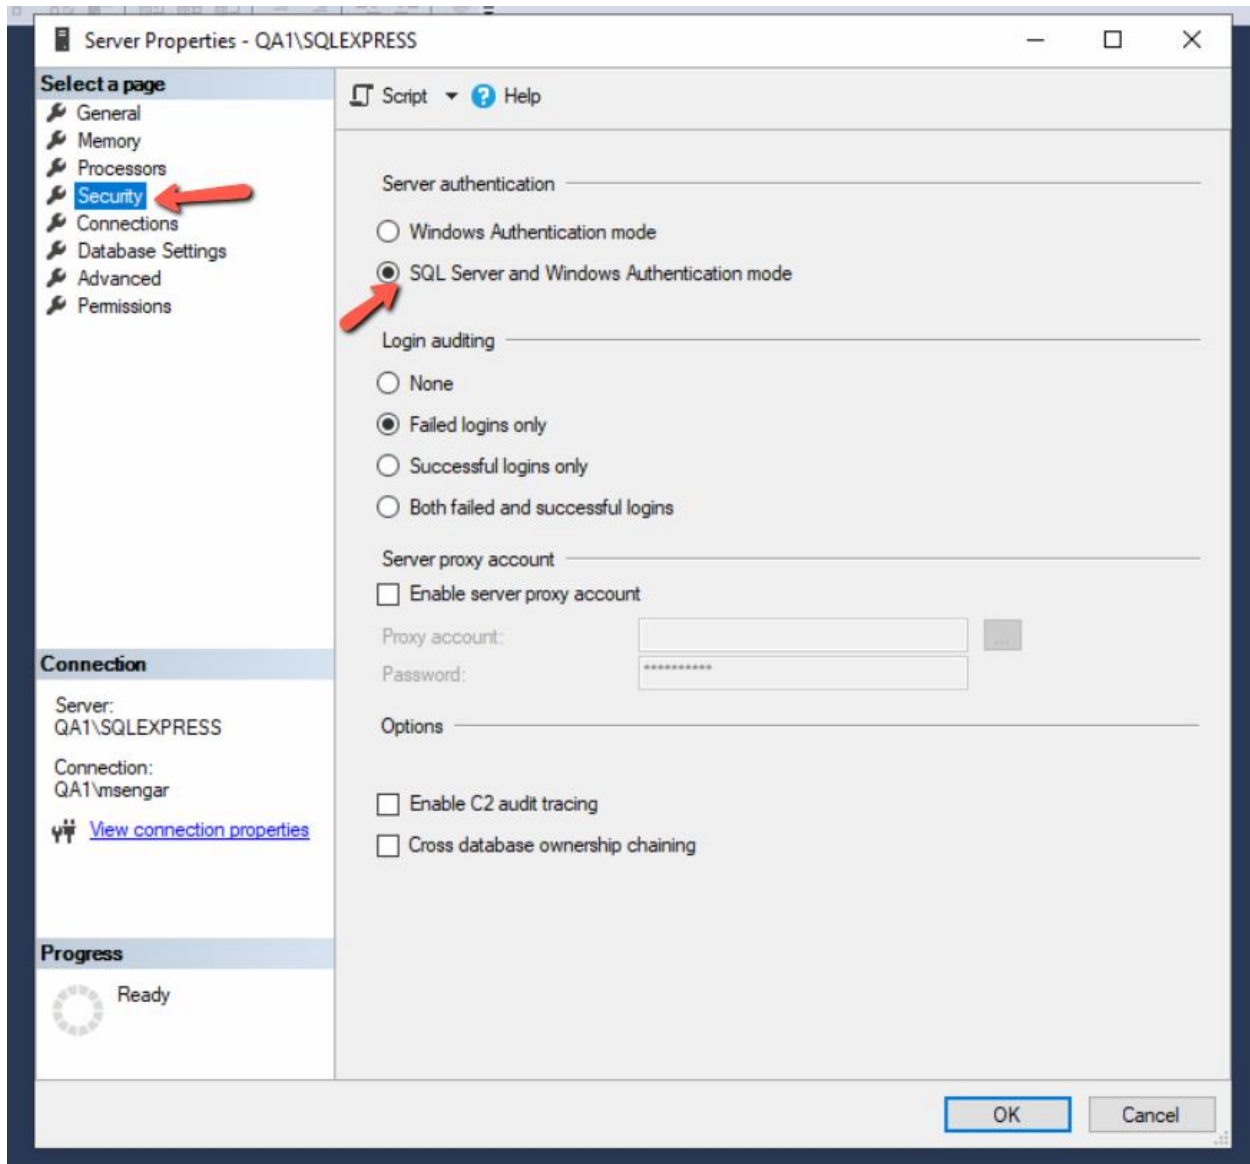 Server Properties - QA1\SQLEXPRESS
Select a page
General
Memory
Processors
Security
Connections
Database Settings
Advanced
Permissions
Script
Help
Server authentication
Windows Authentication mode
SQL Server and Windows Authentication mode
Login auditing
None
Failed logins only
Successful logins only
Both failed and successful logins
Server proxy account
Enable server proxy account
Proxy account:
...
Password:
**********
Options
Enable C2 audit tracing
Cross database ownership chaining
Connection
Server:
QA1\SQLEXPRESS
Connection:
QA1\msengar
View connection properties
Progress
Ready
OK
Cancel